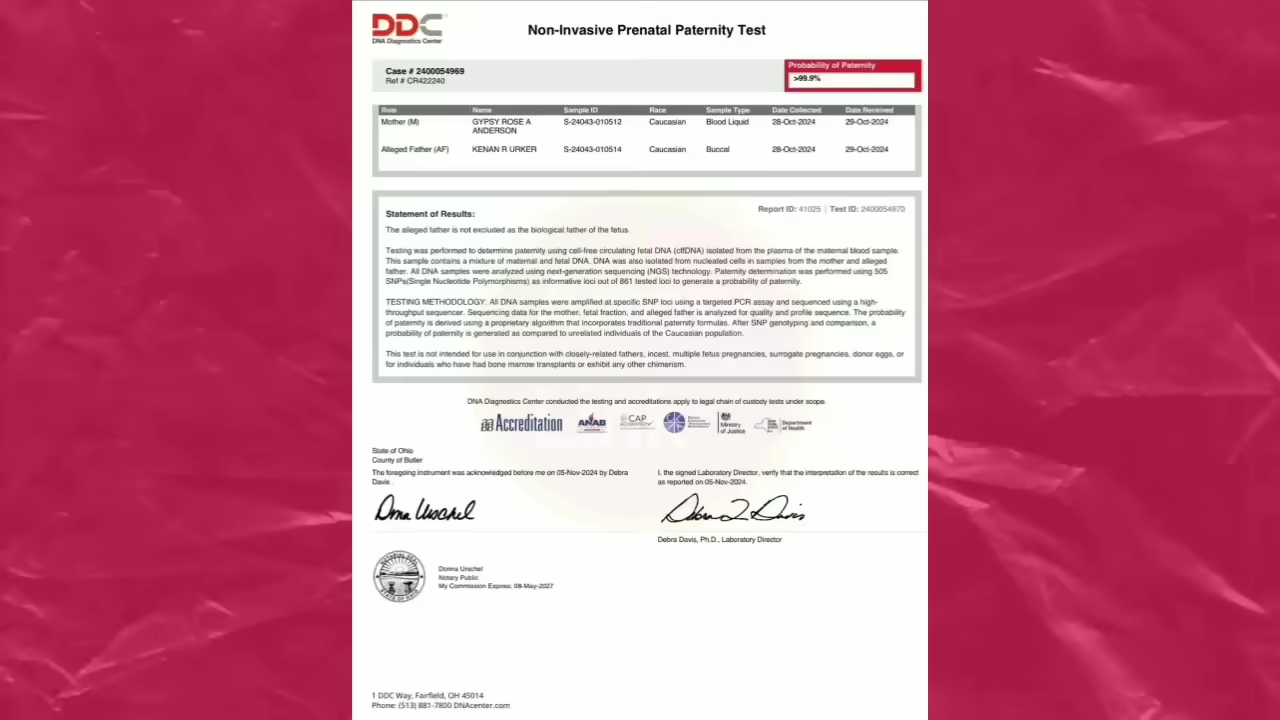 DDC
DNA Diagnostics Center
Non-Invasive Prenatal Paternity Test
Case # 2400054969
Ref # CR422240
Probability of Paternity
>99.9%
Role Name Sample ID Race Sample Type Date Collected Date Received
Mother (M) GYPSY ROSE A S-24043-010512 Caucasian Blood Liquid 28-Oct-2024 29-Oct-2024
ANDERSON
Alleged Father (AF) KENAN R URKER S-24043-010514 Caucasian Buccal 28-Oct-2024 29-Oct-2024
Report ID: 41025 | Test ID: 2400054970
Statement of Results:
The alleged father is not excluded as the biological father of the fetus.
Testing was performed to determine paternity using cell-free circulating fetal DNA (cffDNA) isolated from the plasma of the maternal blood sample.
This sample contains a mixture of maternal and fetal DNA. DNA was also isolated from nucleated cells in samples from the mother and alleged
father. All DNA samples were analyzed using next-generation sequencing (NGS) technology. Paternity determination was performed using 505
SNPs(Single Nucleotide Polymorphisms) as informative loci out of 861 tested loci to generate a probability of paternity.
TESTING METHODOLOGY: All DNA samples were amplified at specific SNP loci using a targeted PCR assay and sequenced using a high-
throughput sequencer. Sequencing data for the mother, fetal fraction, and alleged father is analyzed for quality and profile sequence. The probability
of paternity is derived using a proprietary algorithm that incorporates traditional paternity formulas. After SNP genotyping and comparison, a
probability of paternity is generated as compared to unrelated individuals of the Caucasian population.
This test is not intended for use in conjunction with closely-related fathers, incest, multiple fetus pregnancies, surrogate pregnancies, donor eggs, or
for individuals who have had bone marrow transplants or exhibit any other chimerism.
DNA Diagnostics Center conducted the testing and accreditations apply to legal chain of custody tests under scope.
aa Accreditation ANAB CAP ACCREDITED Ministry of Justice Department of Health
State of Ohio
County of Butler
The foregoing instrument was acknowledged before me on 05-Nov-2024 by Debra
Davis .
I, the signed Laboratory Director, verify that the interpretation of the results is correct
as reported on 05-Nov-2024.
Donna Urschel
Debra L Davis
Debra Davis, Ph.D., Laboratory Director
NOTARIAL SEAL
STATE OF OHIO
Donna Urschel
Notary Public
My Commission Expires: 08-May-2027
1 DDC Way, Fairfield, OH 45014
Phone: (513) 881-7800 DNAcenter.com